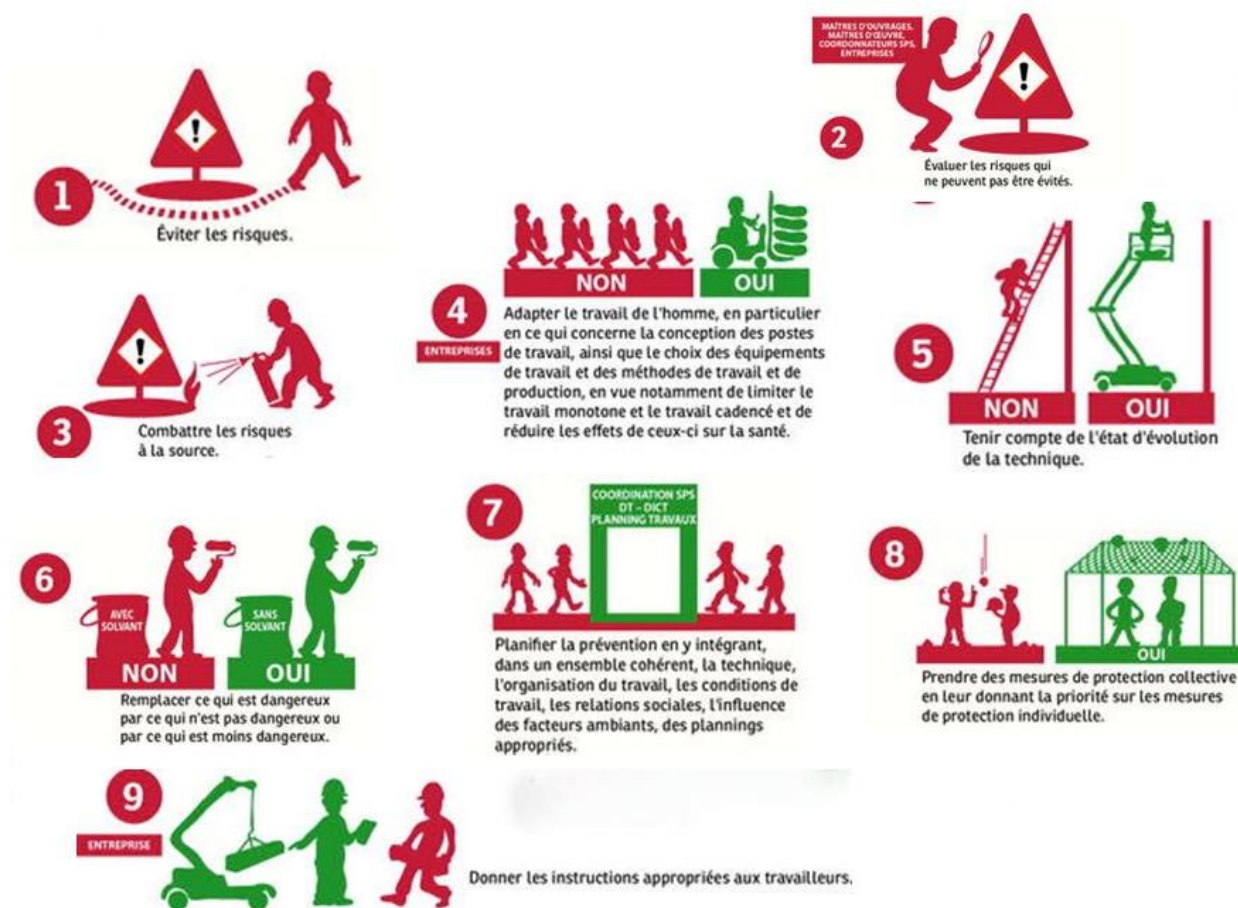 1
Éviter les risques.
MAÎTRES D'OUVRAGES,
MAÎTRES D'ŒUVRE,
COORDONNATEURS SPS,
ENTREPRISES
!
2
Évaluer les risques qui
ne peuvent pas être évités.
!
3
Combattre les risques
à la source.
!
NON
OUI
4
ENTREPRISES
Adapter le travail de l'homme, en particulier
en ce qui concerne la conception des postes
de travail, ainsi que le choix des équipements
de travail et des méthodes de travail et de
production, en vue notamment de limiter le
travail monotone et le travail cadencé et de
réduire les effets de ceux-ci sur la santé.
5
NON
OUI
Tenir compte de l'état d'évolution
de la technique.
6
AVEC
SOLVANT
SANS
SOLVANT
NON
OUI
Remplacer ce qui est dangereux
par ce qui n'est pas dangereux ou
par ce qui est moins dangereux.
7
COORDINATION SPS
DT - DICT
PLANNING TRAVAUX
Planifier la prévention en y intégrant,
dans un ensemble cohérent, la technique,
l'organisation du travail, les conditions de
travail, les relations sociales, l'influence
des facteurs ambiants, des plannings
appropriés.
8
OUI
Prendre des mesures de protection collective
en leur donnant la priorité sur les mesures
de protection individuelle.
9
ENTREPRISE
Donner les instructions appropriées aux travailleurs.